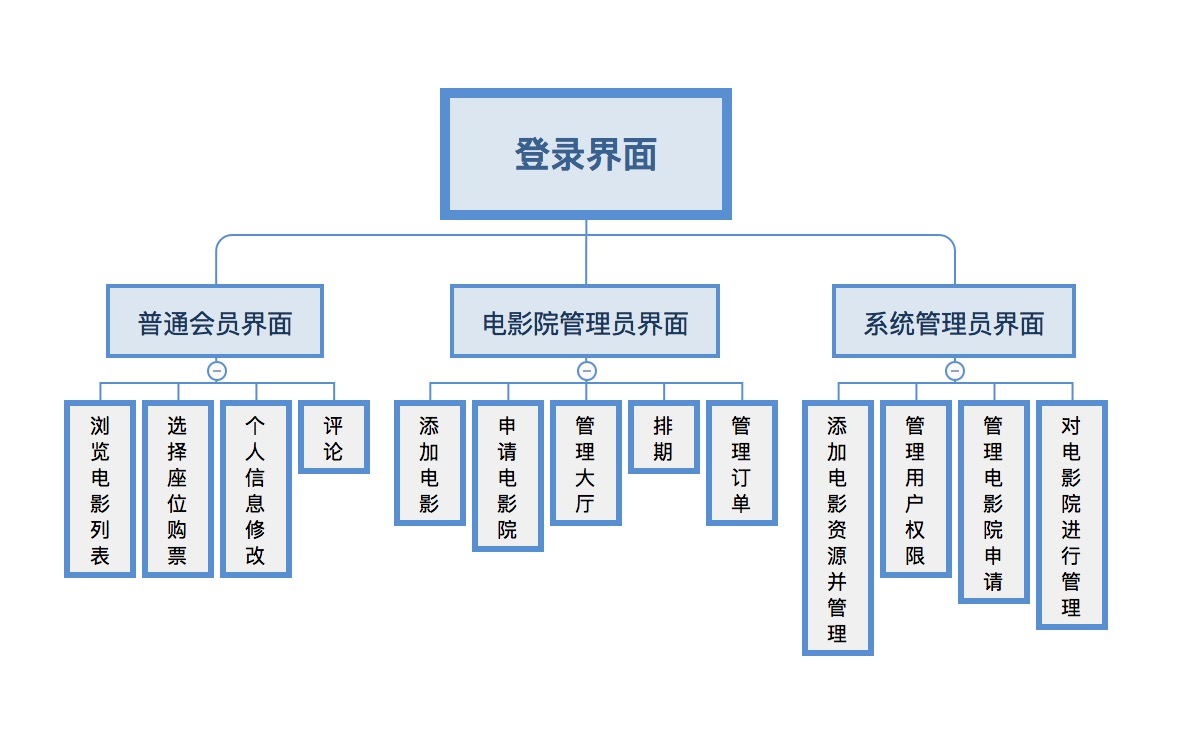 登录界面
普通会员界面
电影院管理员界面
系统管理员界面
浏览电影列表
选择座位购票
个人信息修改
评论
添加电影
申请电影院
管理大厅
排期
管理订单
添加电影资源并管理
管理用户权限
管理电影院申请
对电影院进行管理